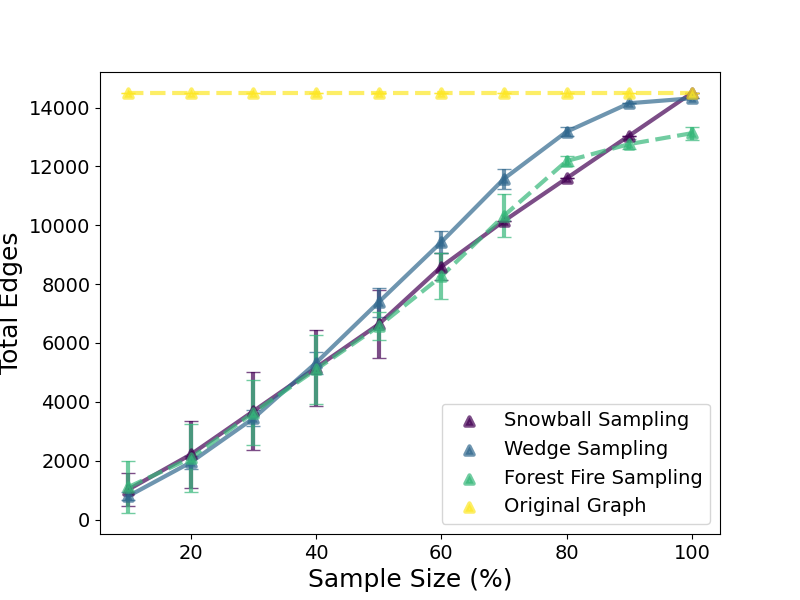 14000
12000
10000
8000
6000
4000
2000
0
Total Edges
Snowball Sampling
Wedge Sampling
Forest Fire Sampling
Original Graph
20 40 60 80 100
Sample Size (%)